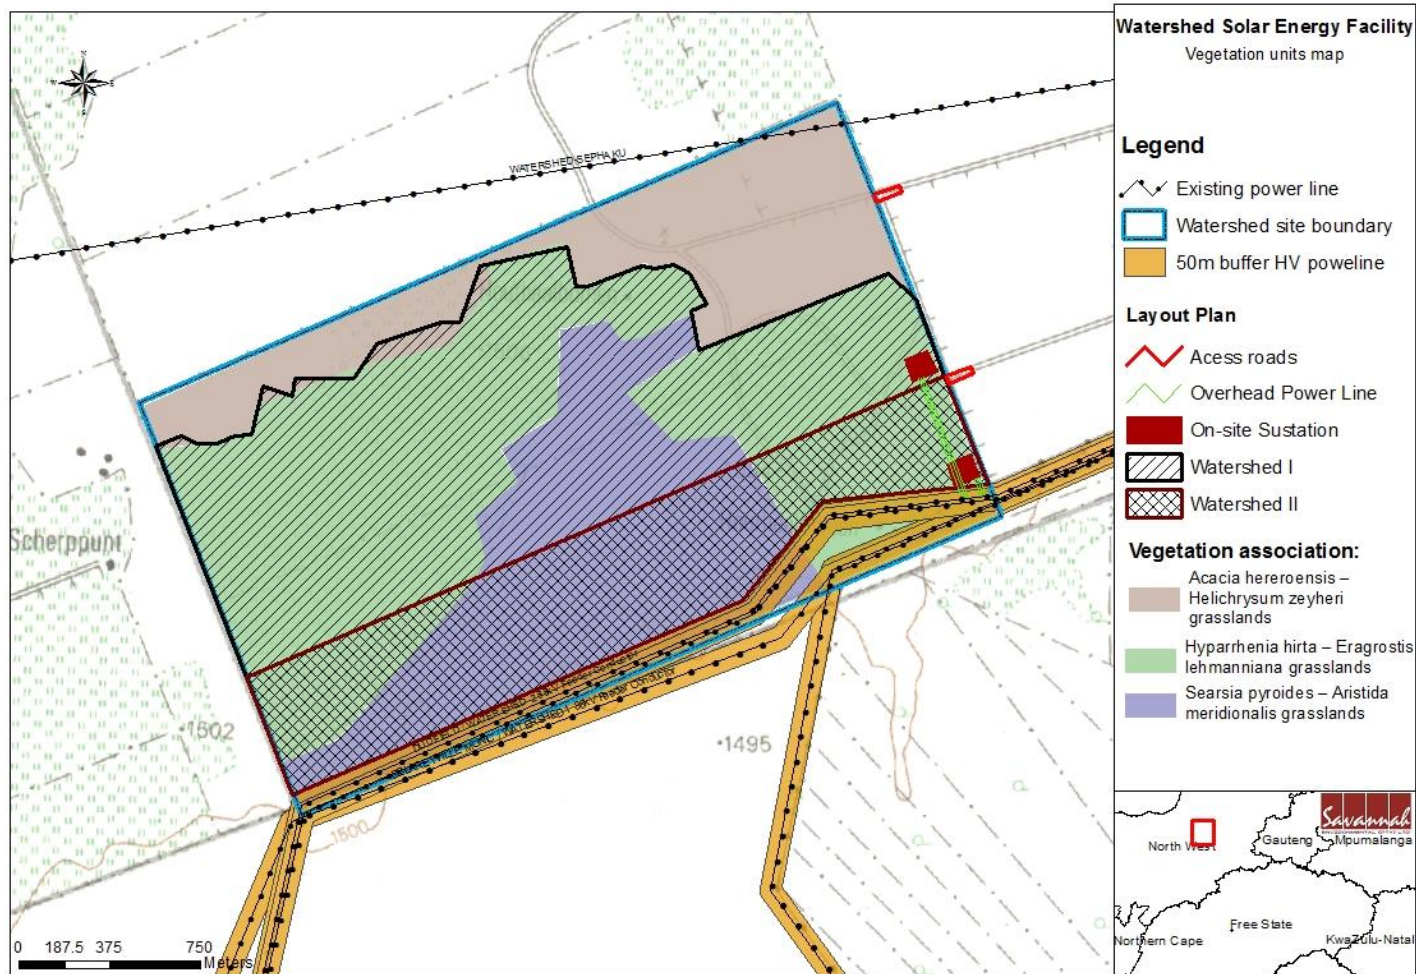 Watershed Solar Energy Facility
Vegetation units map
Legend
Existing power line
Watershed site boundary
50m buffer HV poweline
Layout Plan
Acess roads
Overhead Power Line
On-site Sustation
Watershed I
Watershed II
Vegetation association:
Acacia hereroensis –
Helichrysum zeyheri
grasslands
Hyparrhenia hirta – Eragrostis
lehmanniana grasslands
Searsia pyroides – Aristida
meridionalis grasslands
WATERSHED-SEPHAKU
Scherppunt
1502
1495
1500
Feeder Conductor
0 187.5 375 750
Meters
Savannah
North West
Gauteng
Mpumalanga
Free State
Northern Cape
KwaZulu-Natal